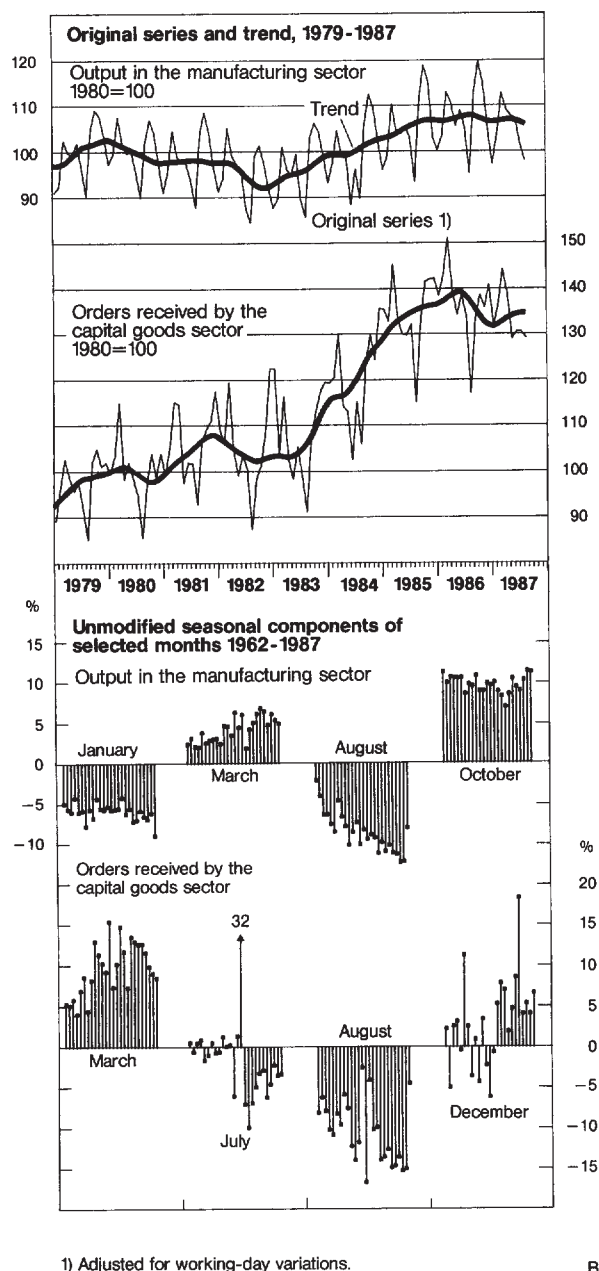 Original series and trend, 1979-1987
120
Output in the manufacturing sector
1980=100
110
Trend
100
90
Original series 1)
150
140
Orders received by the
capital goods sector
1980=100
130
120
110
100
90
1979 1980 1981 1982 1983 1984 1985 1986 1987
%
Unmodified seasonal components of
selected months 1962-1987
15
Output in the manufacturing sector
10
5
January
August
0
March
October
−5
−10
%
Orders received by the
capital goods sector
20
32
15
10
5
August
0
March
−5
December
July
−10
−15
1) Adjusted for working-day variations.
B